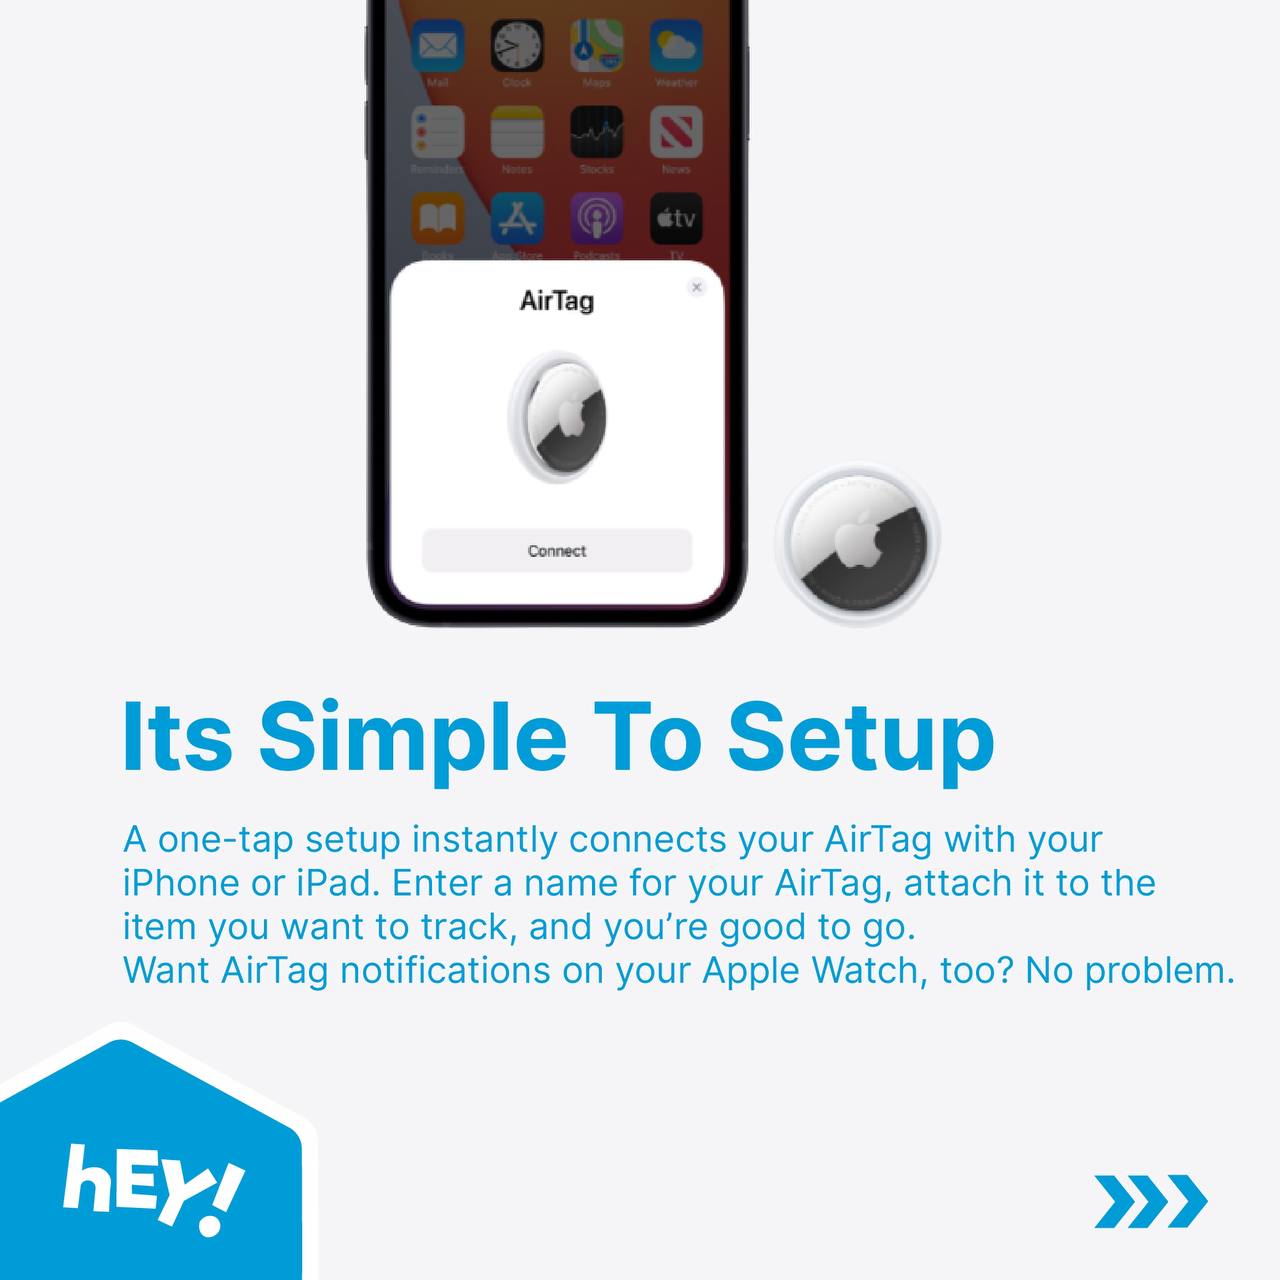 Mail Clock Maps Weather
Reminders Notes Stocks News
tv
Books App Store Podcasts TV
AirTag
Connect
Its Simple To Setup
A one-tap setup instantly connects your AirTag with your
iPhone or iPad. Enter a name for your AirTag, attach it to the
item you want to track, and you’re good to go.
Want AirTag notifications on your Apple Watch, too? No problem.
hEY!